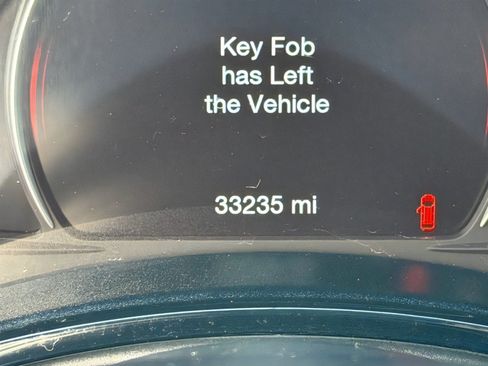 Key Fob
has Left
the Vehicle
33235 mi